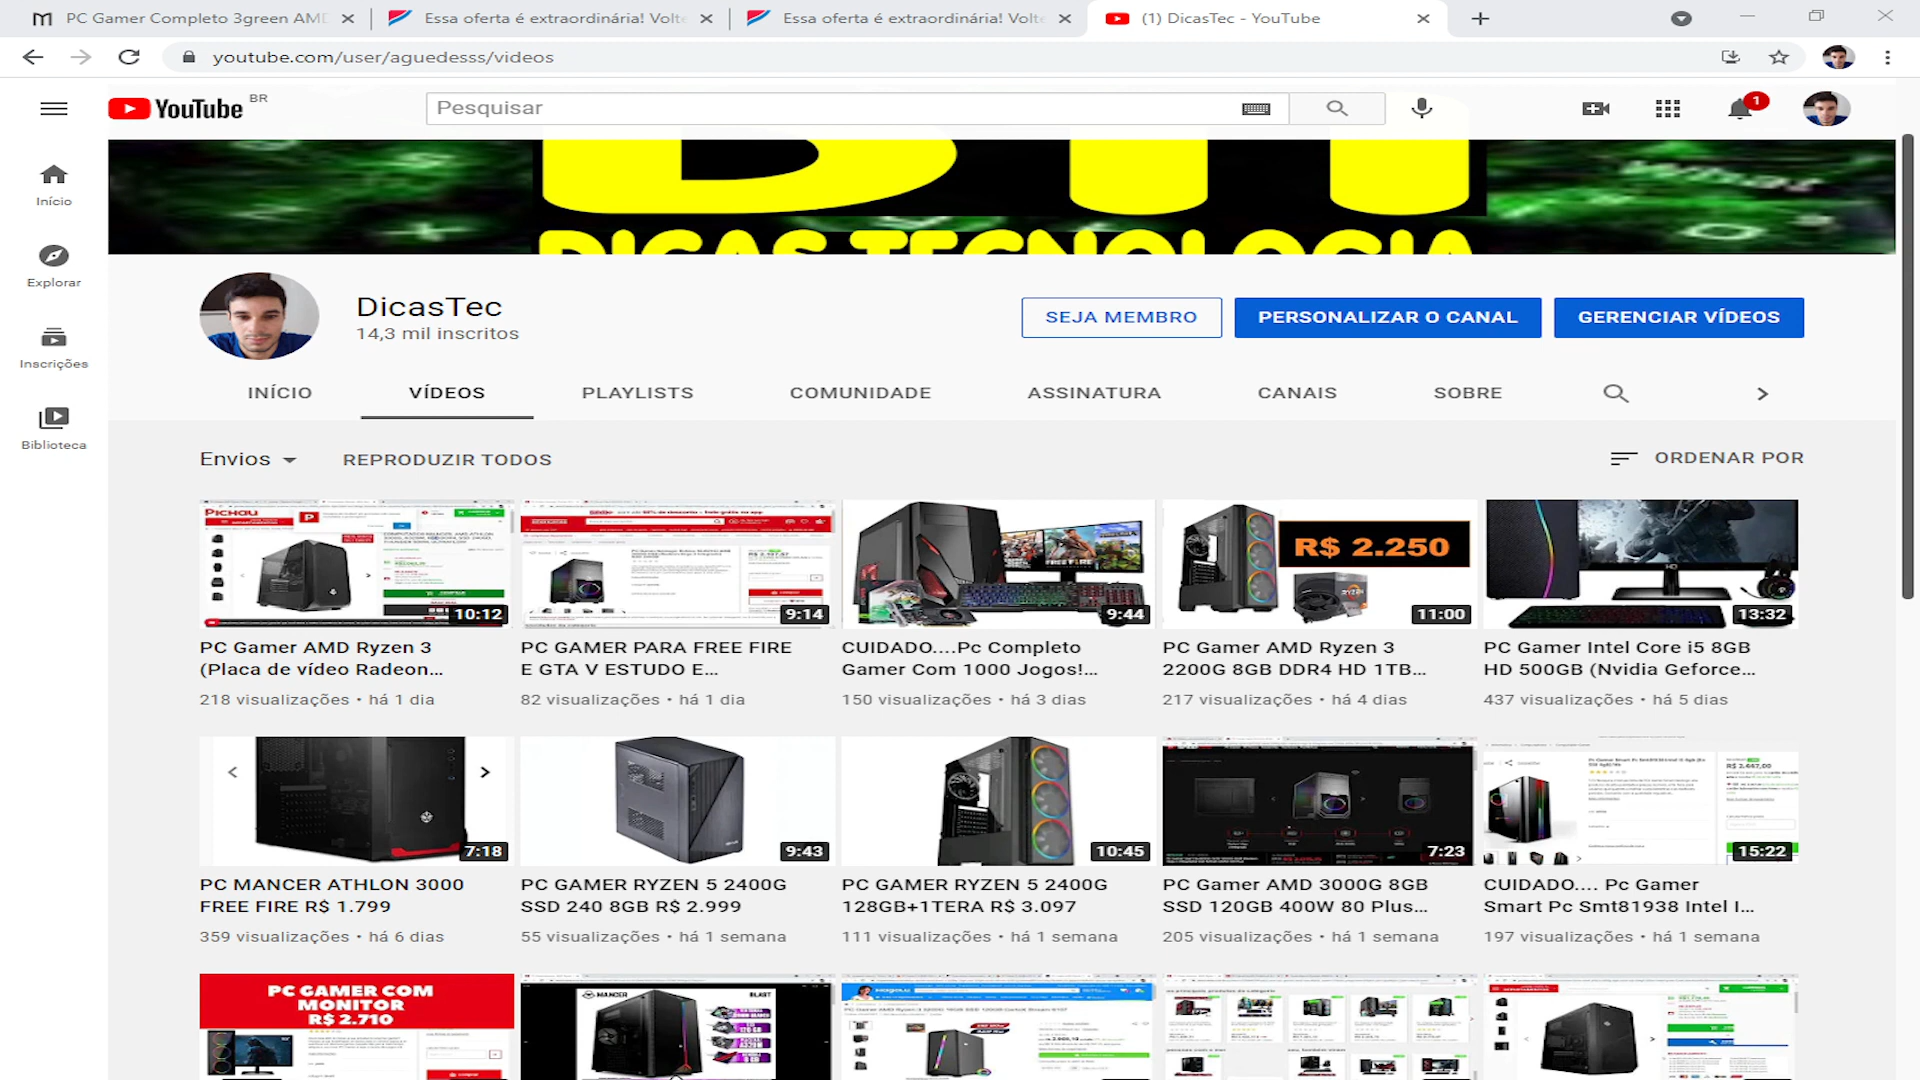 PC Gamer Completo 3green AMD
Essa oferta é extraordinária! Volte
Essa oferta é extraordinária! Volte
(1) DicasTec - YouTube
youtube.com/user/aguedesss/videos
YouTube BR
Pesquisar
1
Início
Explorar
Inscrições
Biblioteca
DICAS TECNOLOGIA
DicasTec
14,3 mil inscritos
SEJA MEMBRO
PERSONALIZAR O CANAL
GERENCIAR VÍDEOS
INÍCIO
VÍDEOS
PLAYLISTS
COMUNIDADE
ASSINATURA
CANAIS
SOBRE
Envios
REPRODUZIR TODOS
ORDENAR POR
PICHAU
10:12
9:14
9:44
R$ 2.250
11:00
13:32
PC Gamer AMD Ryzen 3
(Placa de vídeo Radeon...
218 visualizações • há 1 dia
PC GAMER PARA FREE FIRE
E GTA V ESTUDO E...
82 visualizações • há 1 dia
CUIDADO....Pc Completo
Gamer Com 1000 Jogos!...
150 visualizações • há 3 dias
PC Gamer AMD Ryzen 3
2200G 8GB DDR4 HD 1TB...
217 visualizações • há 4 dias
PC Gamer Intel Core i5 8GB
HD 500GB (Nvidia Geforce...
437 visualizações • há 5 dias
7:18
9:43
10:45
7:23
R$ 2.447,00
15:22
PC MANCER ATHLON 3000
FREE FIRE R$ 1.799
359 visualizações • há 6 dias
PC GAMER RYZEN 5 2400G
SSD 240 8GB R$ 2.999
55 visualizações • há 1 semana
PC GAMER RYZEN 5 2400G
128GB+1TERA R$ 3.097
111 visualizações • há 1 semana
PC Gamer AMD 3000G 8GB
SSD 120GB 400W 80 Plus...
205 visualizações • há 1 semana
CUIDADO.... Pc Gamer
Smart Pc Smt81938 Intel I...
197 visualizações • há 1 semana
PC GAMER COM
MONITOR
R$ 2.710
MANCER
BLAST